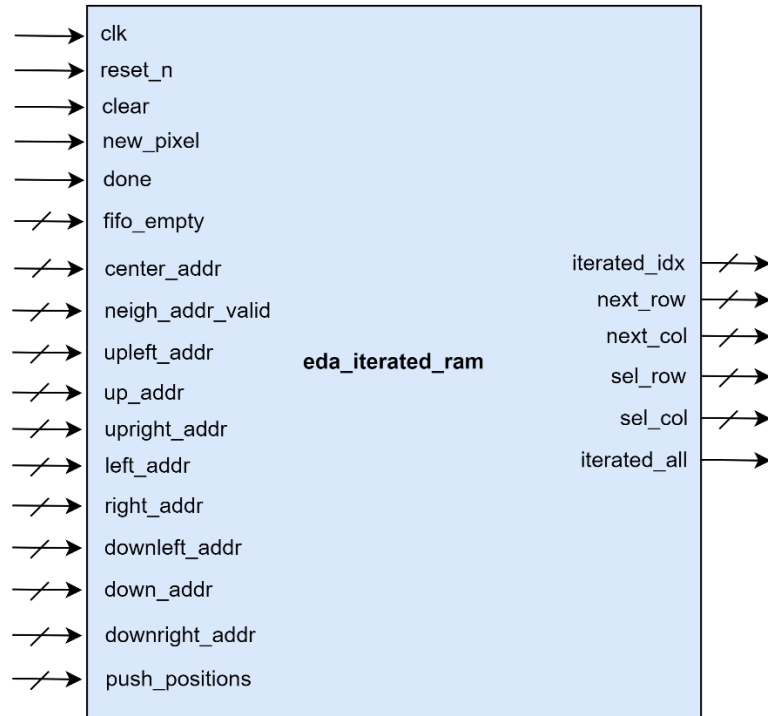 clk
reset_n
clear
new_pixel
done
fifo_empty
center_addr
neigh_addr_valid
upleft_addr
up_addr
upright_addr
left_addr
right_addr
downleft_addr
down_addr
downright_addr
push_positions
eda_iterated_ram
iterated_idx
next_row
next_col
sel_row
sel_col
iterated_all